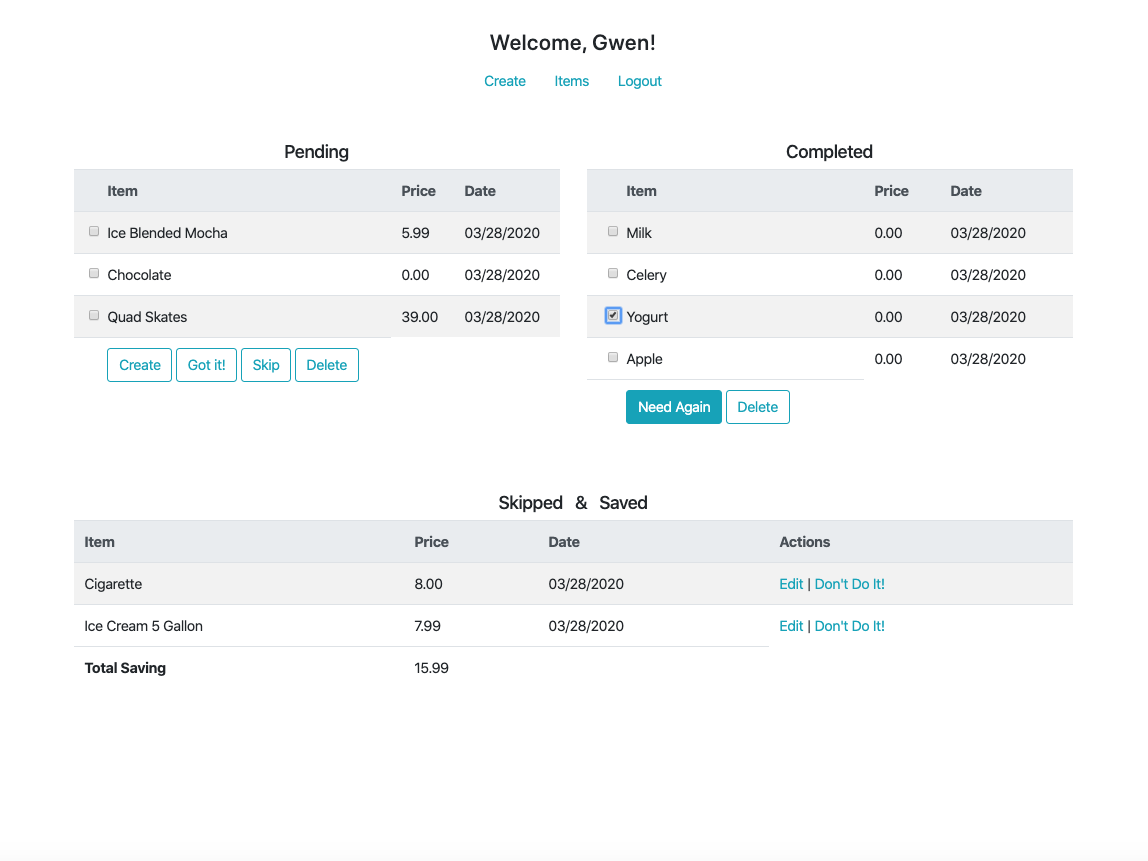 Welcome, Gwen!
Create Items Logout
Pending
Item Price Date
Ice Blended Mocha 5.99 03/28/2020
Chocolate 0.00 03/28/2020
Quad Skates 39.00 03/28/2020
Create Got it! Skip Delete
Completed
Item Price Date
Milk 0.00 03/28/2020
Celery 0.00 03/28/2020
Yogurt 0.00 03/28/2020
Apple 0.00 03/28/2020
Need Again Delete
Skipped & Saved
Item Price Date Actions
Cigarette 8.00 03/28/2020 Edit | Don't Do It!
Ice Cream 5 Gallon 7.99 03/28/2020 Edit | Don't Do It!
Total Saving 15.99